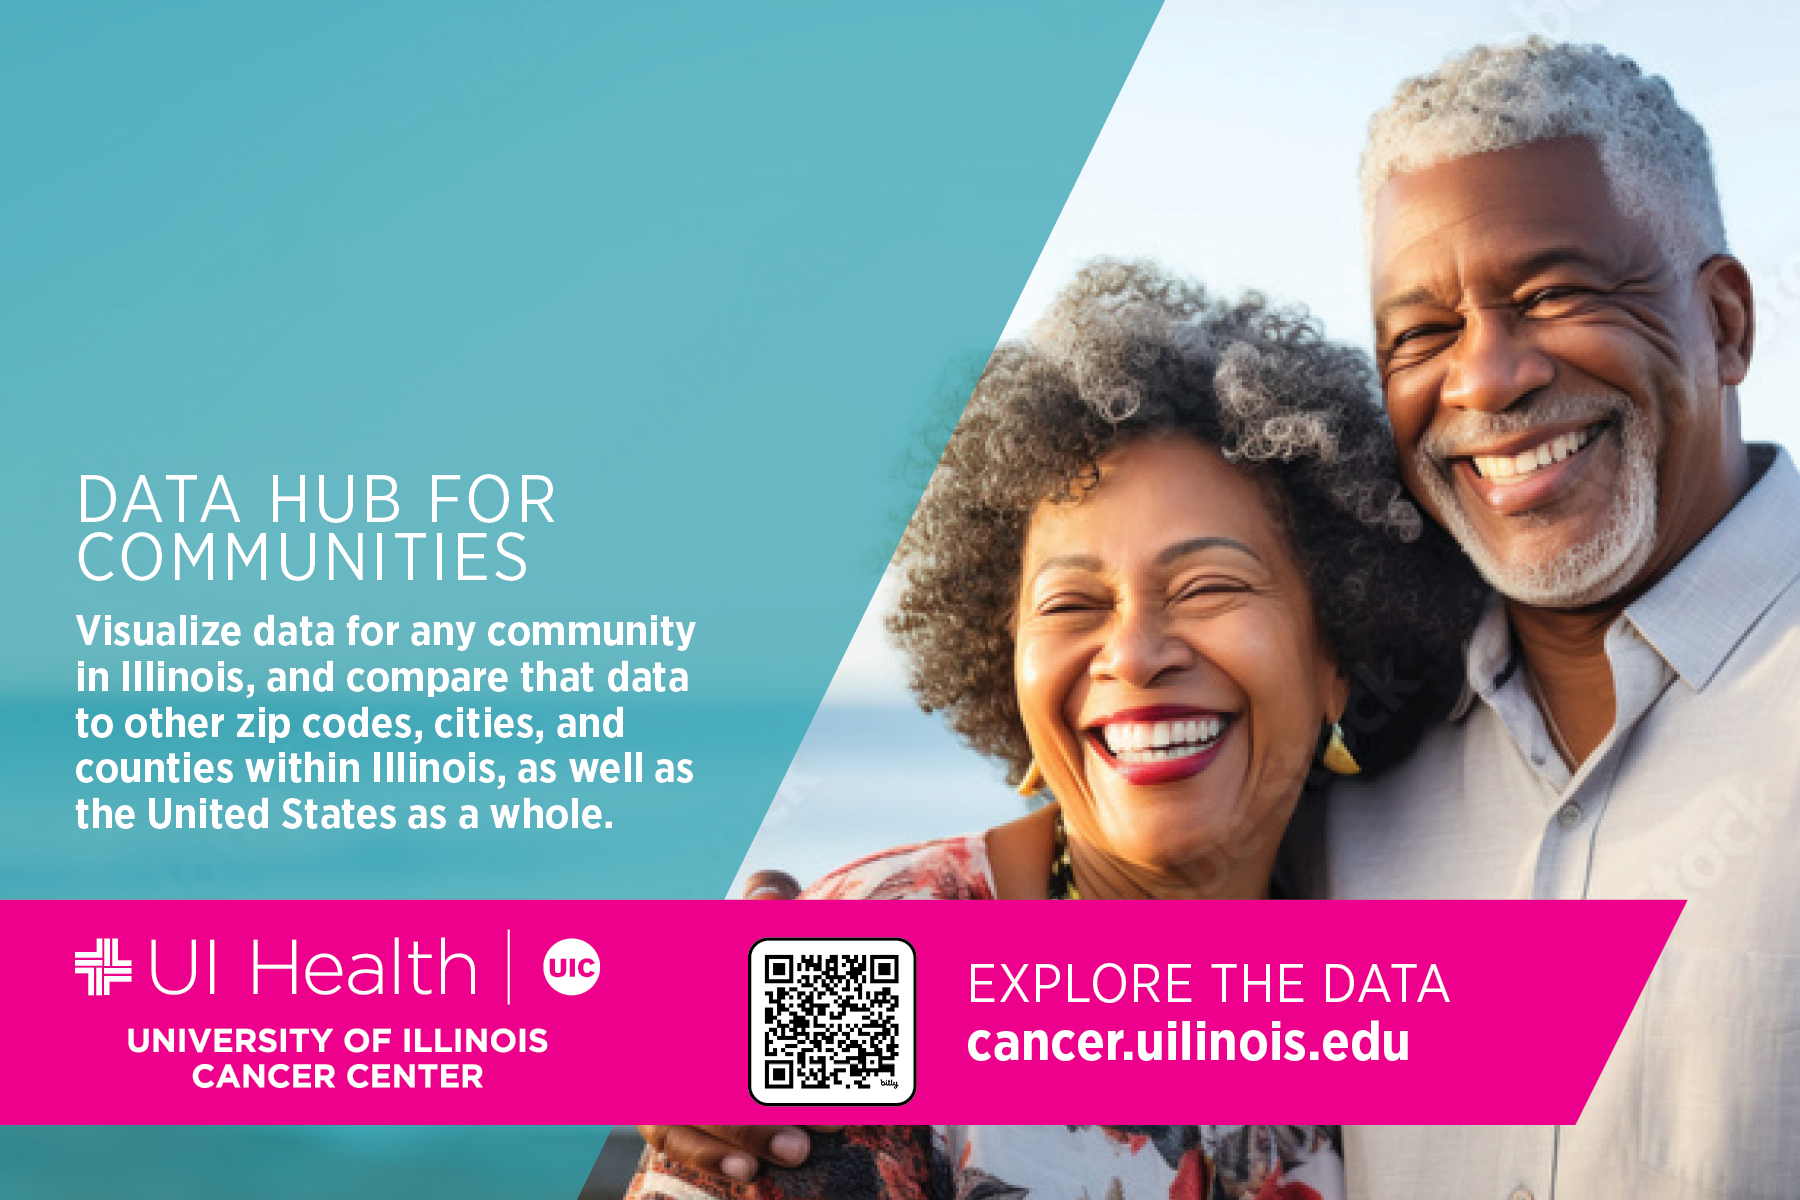 DATA HUB FOR
COMMUNITIES
Visualize data for any community
in Illinois, and compare that data
to other zip codes, cities, and
counties within Illinois, as well as
the United States as a whole.
UI Health
UIC
UNIVERSITY OF ILLINOIS
CANCER CENTER
bitly
EXPLORE THE DATA
cancer.uilinois.edu